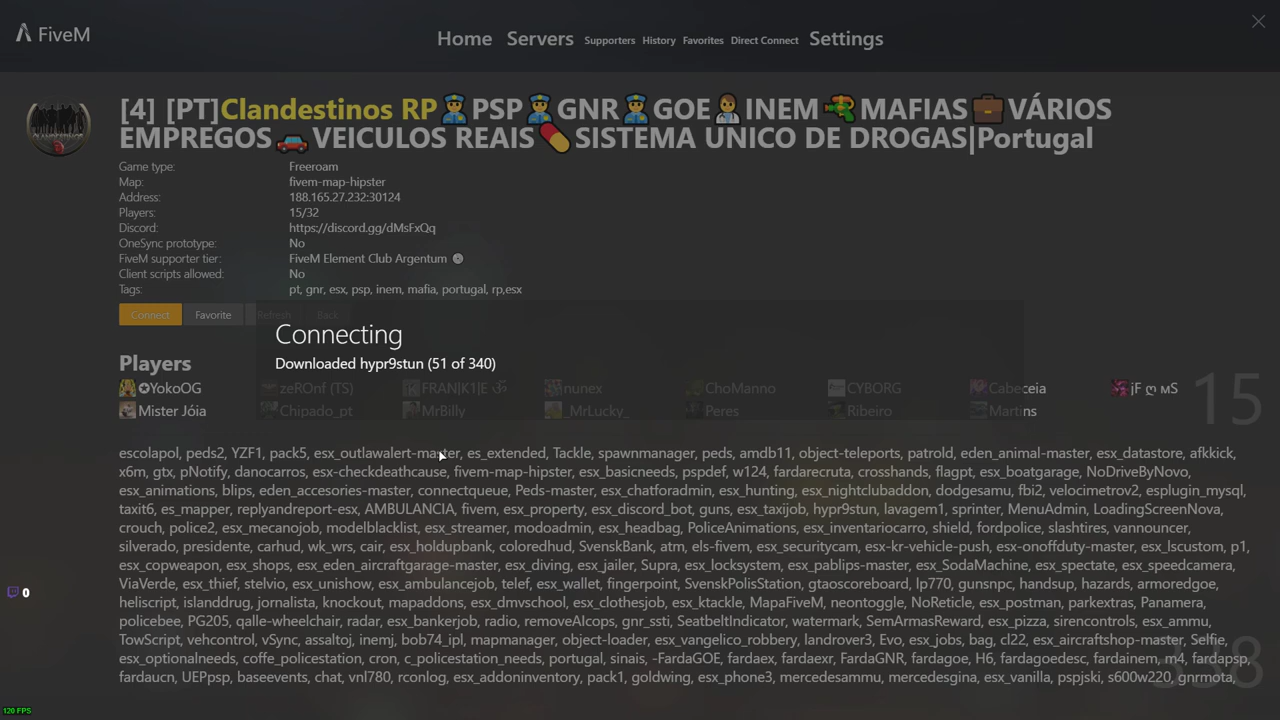 FiveM
Home Servers Supporters History Favorites Direct Connect Settings
[4] [PT]Clandestinos RP👮PSP👮GNR👮GOE👨‍⚕️INEM🔫MAFIAS💼VÁRIOS
EMPREGOS🚗VEICULOS REAIS💊SISTEMA UNICO DE DROGAS|Portugal
Game type: Freeroam
Map: fivem-map-hipster
Address: 188.165.27.232:30124
Players: 15/32
Discord: https://discord.gg/dMsFxQq
OneSync prototype: No
FiveM supporter tier: FiveM Element Club Argentum
Client scripts allowed: No
Tags: pt, gnr, esx, psp, inem, mafia, portugal, rp,esx
Connect Favorite Refresh Back
Connecting
Downloaded hypr9stun (51 of 340)
Players
✪YokoOG zeROnf (TS) FRAN|K1|E nunex ChoManno CYBORG Cabeceia ¡F ღ ᴍS
Mister Jóia Chipado_pt MrBilly _MrLucky_ Peres Ribeiro Martins
15
escolapol, peds2, YZF1, pack5, esx_outlawalert-master, es_extended, Tackle, spawnmanager, peds, amdb11, object-teleports, patrold, eden_animal-master, esx_datastore, afkkick,
x6m, gtx, pNotify, danocarros, esx-checkdeathcause, fivem-map-hipster, esx_basicneeds, pspdef, w124, fardarecruta, crosshands, flagpt, esx_boatgarage, NoDriveByNovo,
esx_animations, blips, eden_accesories-master, connectqueue, Peds-master, esx_chatforadmin, esx_hunting, esx_nightclubaddon, dodgesamu, fbi2, velocimetrov2, esplugin_mysql,
taxit6, es_mapper, replyandreport-esx, AMBULANCIA, fivem, esx_property, esx_discord_bot, guns, esx_taxijob, hypr9stun, lavagem1, sprinter, MenuAdmin, LoadingScreenNova,
crouch, police2, esx_mecanojob, modelblacklist, esx_streamer, modoadmin, esx_headbag, PoliceAnimations, esx_inventariocarro, shield, fordpolice, slashtires, vannouncer,
silverado, presidente, carhud, wk_wrs, cair, esx_holdupbank, coloredhud, SvenskBank, atm, els-fivem, esx_securitycam, esx-kr-vehicle-push, esx-onoffduty-master, esx_lscustom, p1,
esx_copweapon, esx_shops, esx_eden_aircraftgarage-master, esx_diving, esx_jailer, Supra, esx_locksystem, esx_pablips-master, esx_SodaMachine, esx_spectate, esx_speedcamera,
ViaVerde, esx_thief, stelvio, esx_unishow, esx_ambulancejob, telef, esx_wallet, fingerpoint, SvenskPolisStation, gtaoscoreboard, lp770, gunsnpc, handsup, hazards, armoredgoe,
heliscript, islanddrug, jornalista, knockout, mapaddons, esx_dmvschool, esx_clothesjob, esx_ktackle, MapaFiveM, neontoggle, NoReticle, esx_postman, parkextras, Panamera,
policebee, PG205, qalle-wheelchair, radar, esx_bankerjob, radio, removeAIcops, gnr_ssti, SeatbeltIndicator, watermark, SemArmasReward, esx_pizza, sirencontrols, esx_ammu,
TowScript, vehcontrol, vSync, assaltoj, inemj, bob74_ipl, mapmanager, object-loader, esx_vangelico_robbery, landrover3, Evo, esx_jobs, bag, cl22, esx_aircraftshop-master, Selfie,
esx_optionalneeds, coffe_policestation, cron, c_policestation_needs, portugal, sinais, -FardaGOE, fardaex, fardaexr, FardaGNR, fardagoe, H6, fardagoedesc, fardainem, m4, fardapsp,
fardaucn, UEPpsp, baseevents, chat, vnl780, rconlog, esx_addoninventory, pack1, goldwing, esx_phone3, mercedesammu, mercedesgina, esx_vanilla, pspjski, s600w220, gnrmota,
338
0
120 FPS